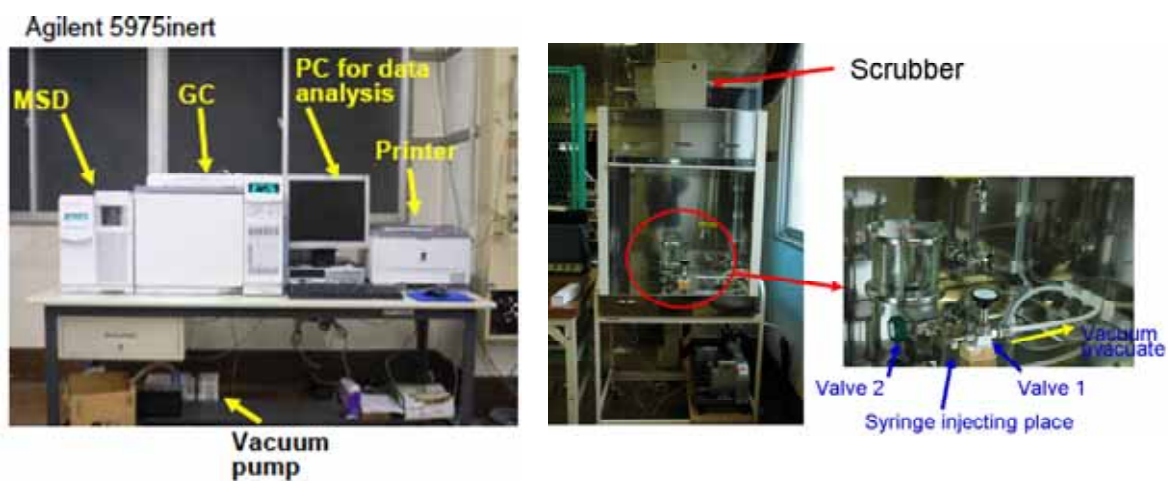 Agilent 5975inert
MSD
GC
PC for data
analysis
Printer
Vacuum
pump
Scrubber
Vacuum
evacuate
Valve 2
Valve 1
Syringe injecting place